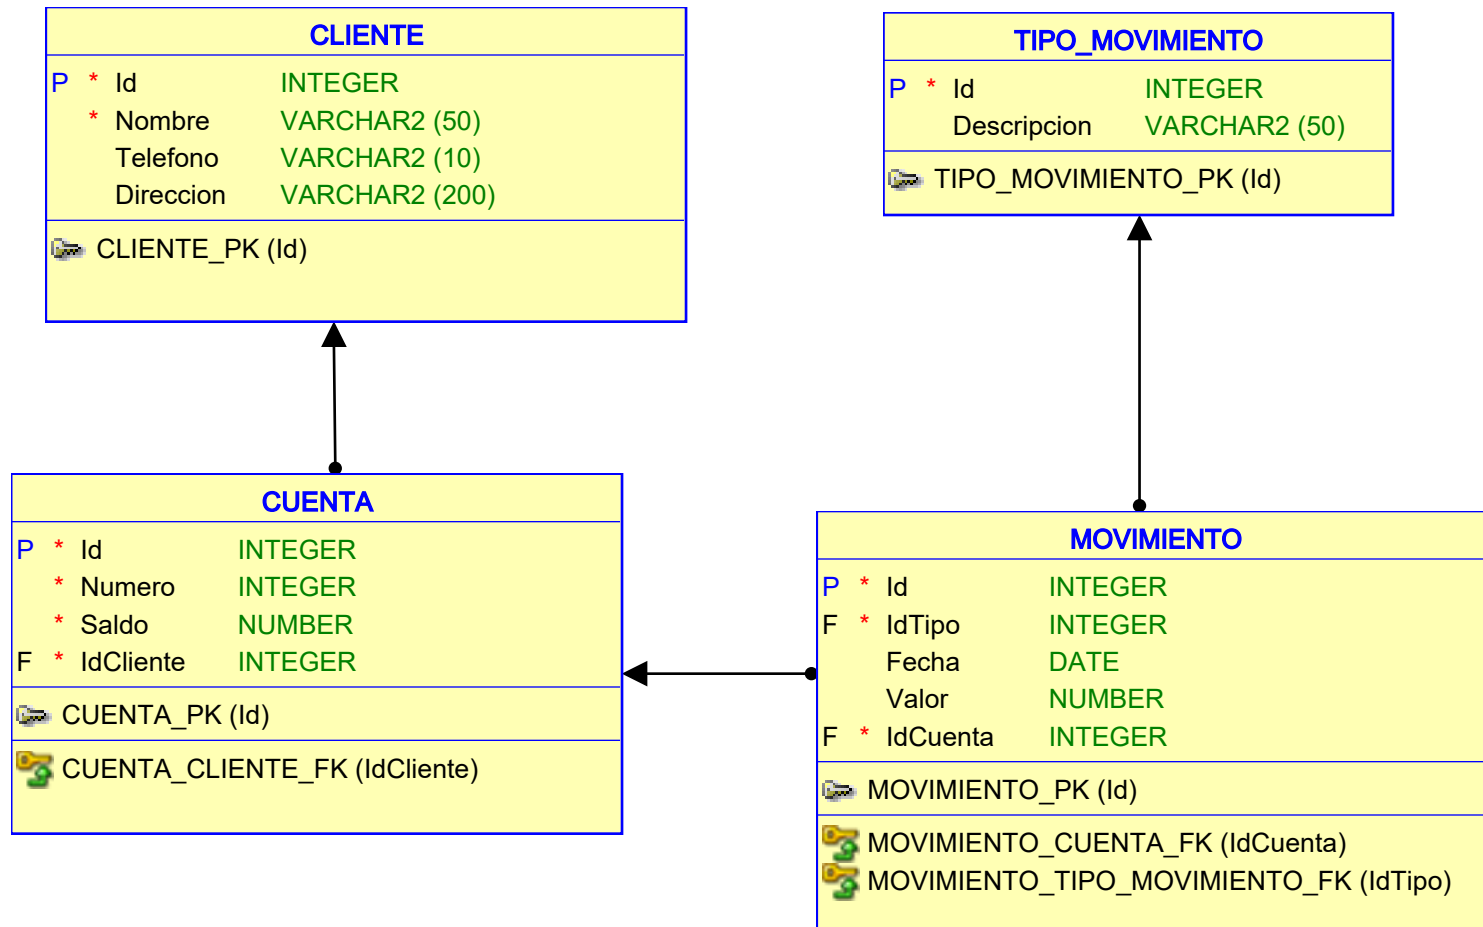 CLIENTE
P * Id INTEGER
* Nombre VARCHAR2 (50)
Telefono VARCHAR2 (10)
Direccion VARCHAR2 (200)
CLIENTE_PK (Id)
TIPO_MOVIMIENTO
P * Id INTEGER
Descripcion VARCHAR2 (50)
TIPO_MOVIMIENTO_PK (Id)
CUENTA
P * Id INTEGER
* Numero INTEGER
* Saldo NUMBER
F * IdCliente INTEGER
CUENTA_PK (Id)
CUENTA_CLIENTE_FK (IdCliente)
MOVIMIENTO
P * Id INTEGER
F * IdTipo INTEGER
Fecha DATE
Valor NUMBER
F * IdCuenta INTEGER
MOVIMIENTO_PK (Id)
MOVIMIENTO_CUENTA_FK (IdCuenta)
MOVIMIENTO_TIPO_MOVIMIENTO_FK (IdTipo)